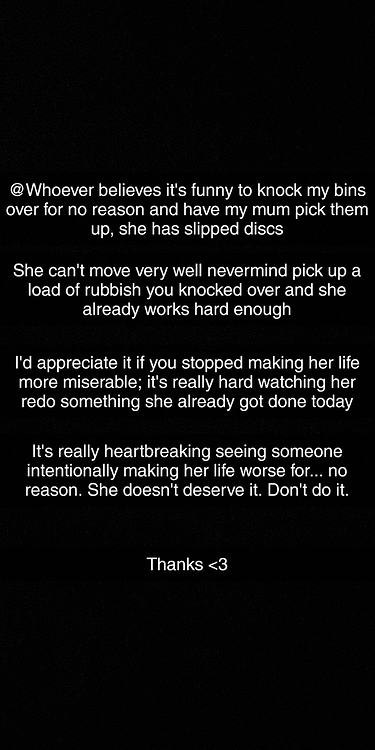 @Whoever believes it's funny to knock my bins
over for no reason and have my mum pick them
up, she has slipped discs
She can't move very well nevermind pick up a
load of rubbish you knocked over and she
already works hard enough
I'd appreciate it if you stopped making her life
more miserable; it's really hard watching her
redo something she already got done today
It's really heartbreaking seeing someone
intentionally making her life worse for... no
reason. She doesn't deserve it. Don't do it.
Thanks <3